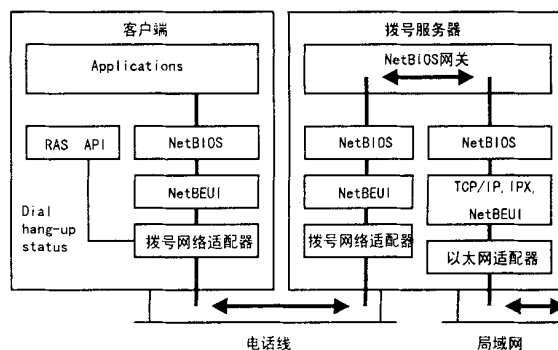 客户端
Applications
RAS API
NetBIOS
NetBEUI
Dial
hang-up
status
拨号网络适配器
拨号服务器
NetBIOS网关
NetBIOS
NetBIOS
NetBEUI
TCP/IP, IPX,
NetBEUI
拨号网络适配器
以太网适配器
电话线
局域网